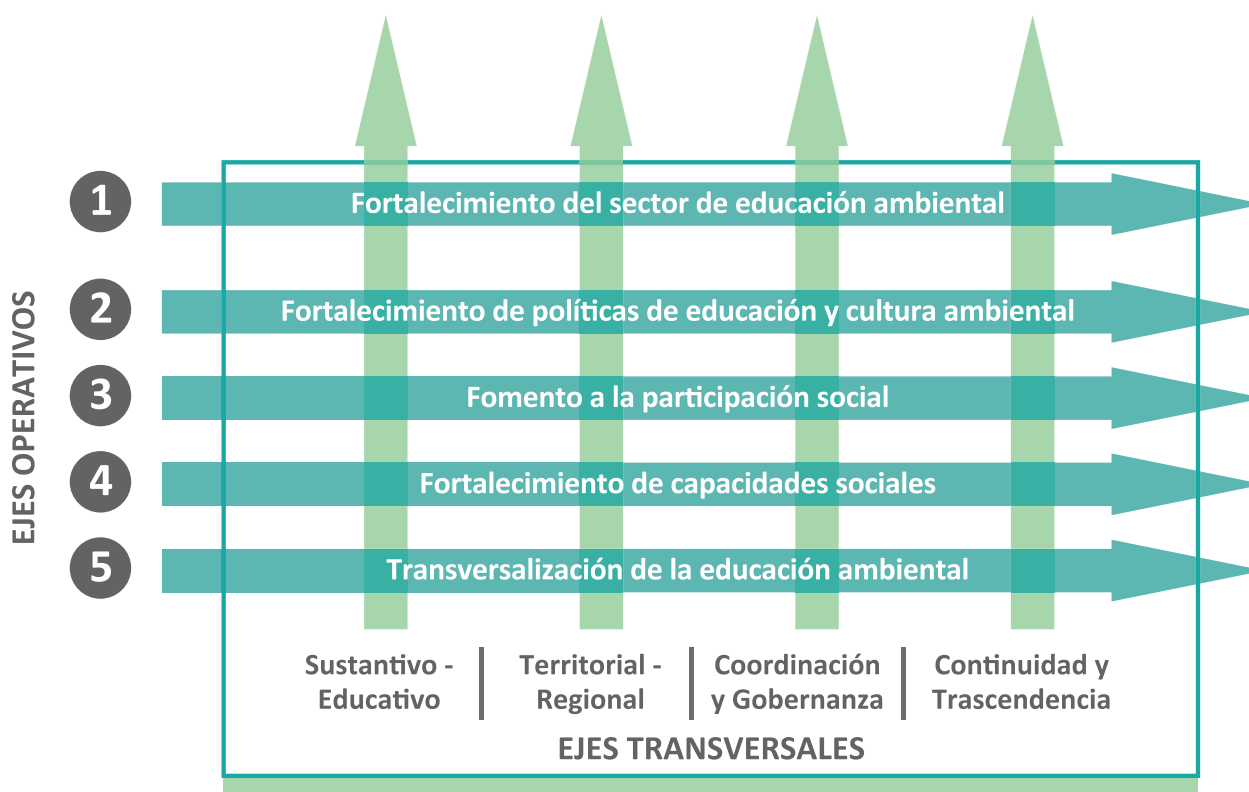 EJES OPERATIVOS
1
Fortalecimiento del sector de educación ambiental
2
Fortalecimiento de políticas de educación y cultura ambiental
3
Fomento a la participación social
4
Fortalecimiento de capacidades sociales
5
Transversalización de la educación ambiental
Sustantivo -
Educativo
Territorial -
Regional
Coordinación
y Gobernanza
Continuidad y
Trascendencia
EJES TRANSVERSALES